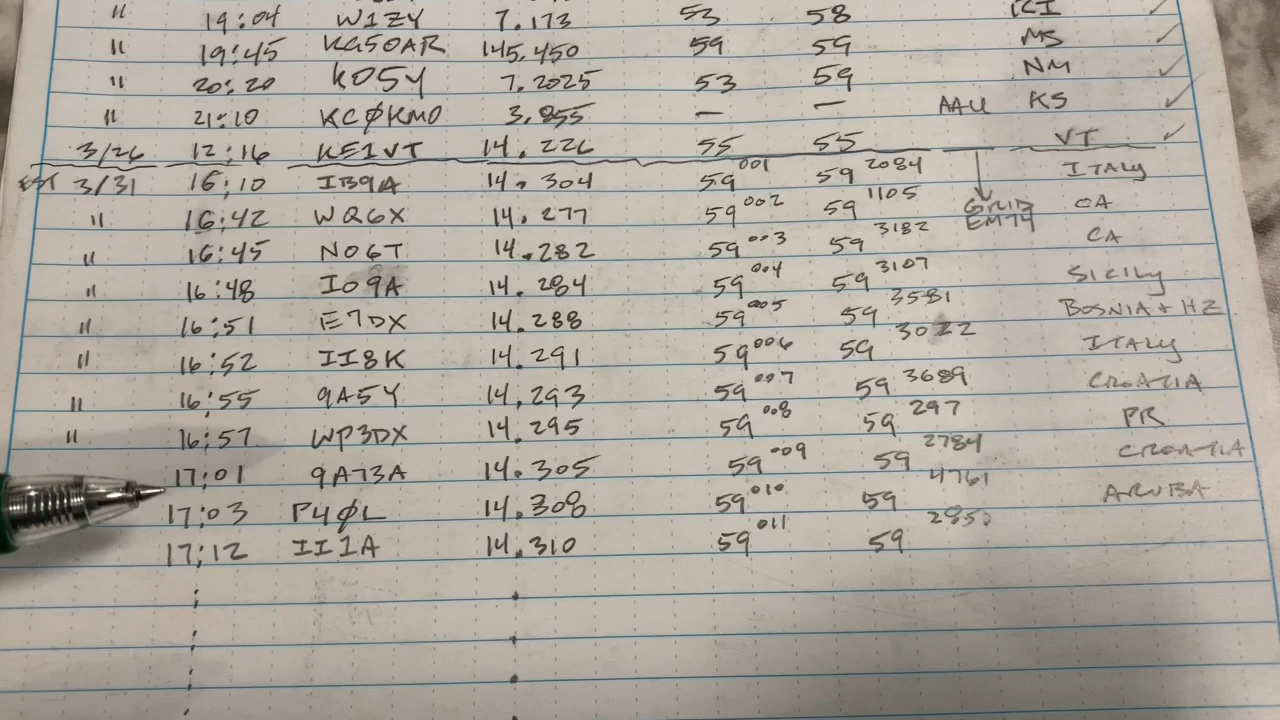 " 19:04 W1ZY 7.173 53 58 RI ✓
" 19:45 KG5OAR 145.450 59 59 MS ✓
" 20:20 KO5Y 7.2025 53 59 NM ✓
" 21:10 KCØKMO 3.855 — — AAU KS ✓
3/26 12:16 KE1VT 14.226 55 55 VT ✓
EST 3/31 16:10 IB9A 14.304 59 001 59 2084 ITALY
" 16:42 WQ6X 14.277 59 002 59 1105 GRID EM74 CA
" 16:45 NO6T 14.282 59 003 59 3182 CA
" 16:48 IO9A 14.284 59 004 59 3107 SICILY
" 16:51 E7DX 14.288 59 005 59 3581 BOSNIA + HZ
" 16:52 II8K 14.291 59 006 59 3022 ITALY
" 16:55 9A5Y 14.293 59 007 59 3689 CROATIA
" 16:57 WP3DX 14.295 59 008 59 297 PR
17:01 9A73A 14.305 59 009 59 2784 CROATIA
17:03 P4ØL 14.308 59 010 59 4761 ARUBA
17:12 II1A 14.310 59 011 59 2850